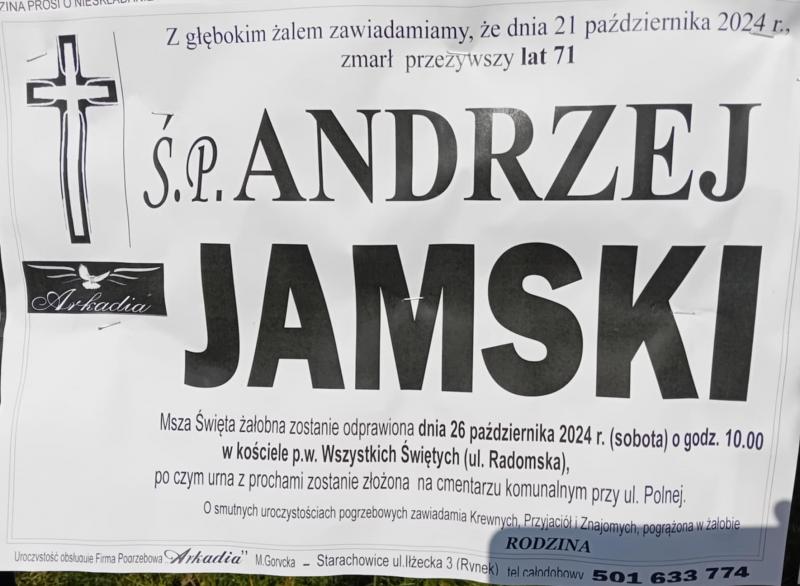 ZINA PROSI O NIESKŁADANIE
Z głębokim żalem zawiadamiamy, że dnia 21 października 2024 r.,
zmarł przeżywszy lat 71
Ś.P. ANDRZEJ
JAMSKI
Arkadia
Msza Święta żałobna zostanie odprawiona dnia 26 października 2024 r. (sobota) o godz. 10.00
w kościele p.w. Wszystkich Świętych (ul. Radomska),
po czym urna z prochami zostanie złożona na cmentarzu komunalnym przy ul. Polnej.
O smutnych uroczystościach pogrzebowych zawiadamia Krewnych, Przyjaciół i Znajomych, pogrążona w żałobie
RODZINA
Uroczystość obsługuje Firma Pogrzebowa "Arkadia" M.Gorycka – Starachowice ul.Iłżecka 3 (Rynek) tel całodobowy 501 633 774